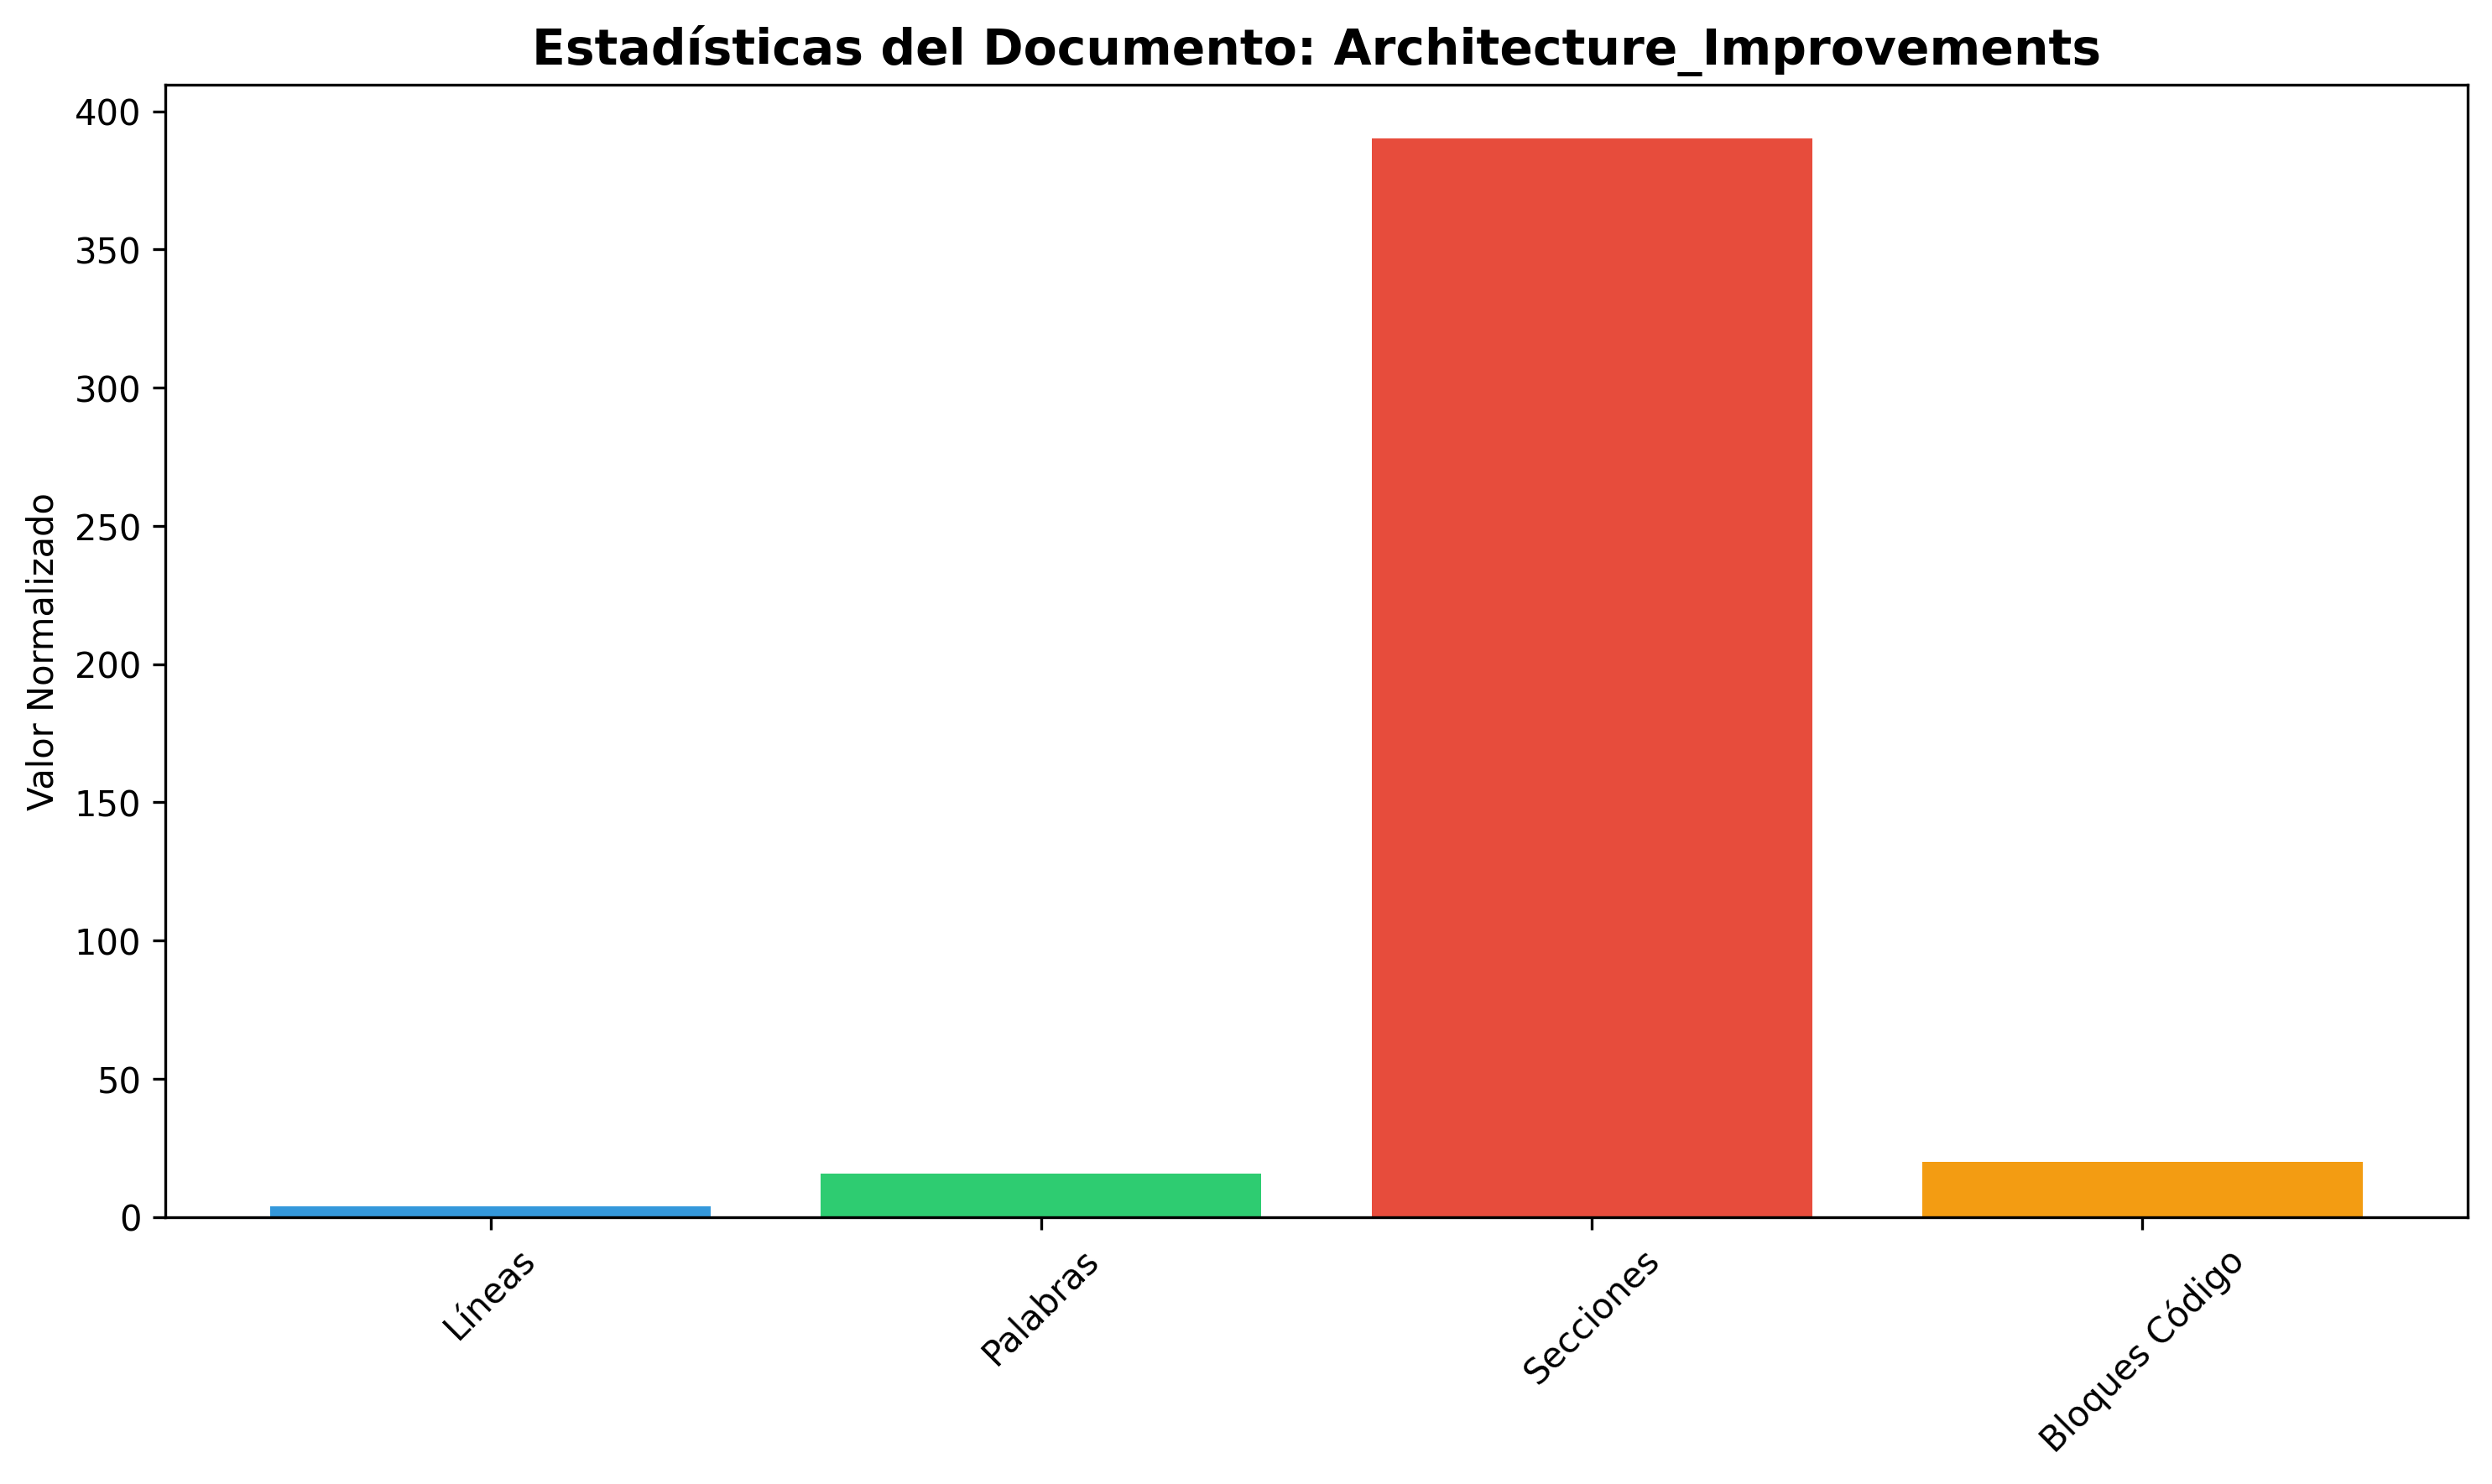 Estadísticas del Documento: Architecture_Improvements
Valor Normalizado
400
350
300
250
200
150
100
50
0
Líneas
Palabras
Secciones
Bloques Código